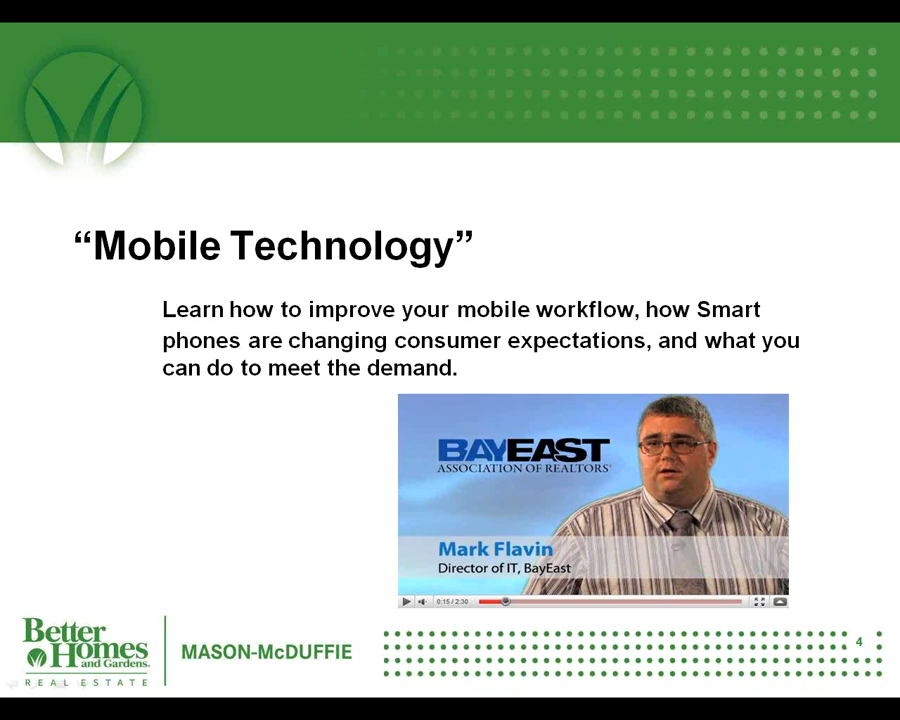 “Mobile Technology”
Learn how to improve your mobile workflow, how Smart
phones are changing consumer expectations, and what you
can do to meet the demand.
BAYEAST
ASSOCIATION OF REALTORS
Mark Flavin
Director of IT, BayEast
0:15 / 2:30
Better
Homes
and Gardens.
REAL ESTATE
MASON-McDUFFIE
4